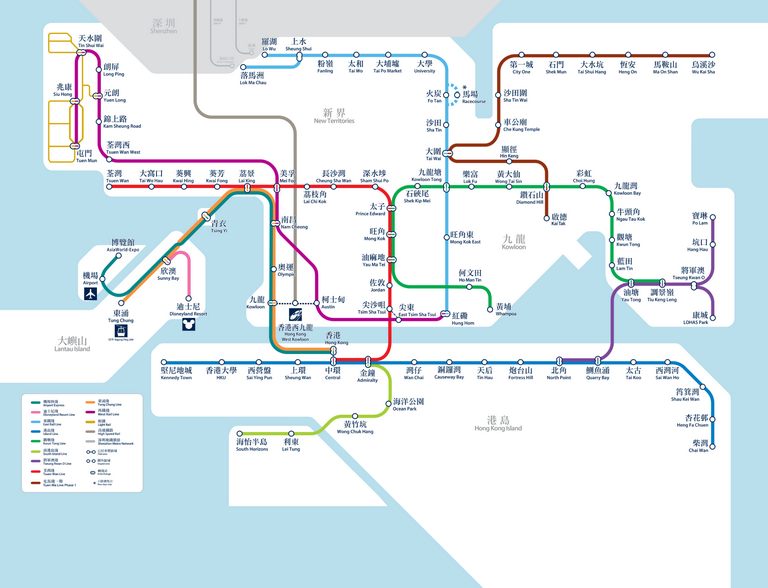 深圳
Shenzhen
天水圍
Tin Shui Wai
朗屏
Long Ping
兆康
Siu Hong
元朗
Yuen Long
錦上路
Kam Sheung Road
屯門
Tuen Mun
荃灣西
Tsuen Wan West
羅湖
Lo Wu
上水
Sheung Shui
落馬洲
Lok Ma Chau
粉嶺
Fanling
太和
Tai Wo
大埔墟
Tai Po Market
大學
University
火炭
Fo Tan
馬場
Racecourse
沙田
Sha Tin
大圍
Tai Wai
新界
New Territories
第一城
City One
石門
Shek Mun
大水坑
Tai Shui Hang
恆安
Heng On
馬鞍山
Ma On Shan
烏溪沙
Wu Kai Sha
沙田圍
Sha Tin Wai
車公廟
Che Kung Temple
顯徑
Hin Keng
荃灣
Tsuen Wan
大窩口
Tai Wo Hau
葵興
Kwai Hing
葵芳
Kwai Fong
荔景
Lai King
美孚
Mei Foo
荔枝角
Lai Chi Kok
長沙灣
Cheung Sha Wan
深水埗
Sham Shui Po
石硤尾
Shek Kip Mei
九龍塘
Kowloon Tong
樂富
Lok Fu
黃大仙
Wong Tai Sin
鑽石山
Diamond Hill
彩虹
Choi Hung
九龍灣
Kowloon Bay
啟德
Kai Tak
太子
Prince Edward
旺角
Mong Kok
油麻地
Yau Ma Tei
佐敦
Jordan
尖沙咀
Tsim Sha Tsui
尖東
East Tsim Sha Tsui
紅磡
Hung Hom
旺角東
Mong Kok East
何文田
Ho Man Tin
黃埔
Whampoa
九龍
Kowloon
牛頭角
Ngau Tau Kok
觀塘
Kwun Tong
藍田
Lam Tin
油塘
Yau Tong
調景嶺
Tiu Keng Leng
將軍澳
Tseung Kwan O
寶琳
Po Lam
坑口
Hang Hau
康城
LOHAS Park
青衣
Tsing Yi
南昌
Nam Cheong
奧運
Olympic
九龍
Kowloon
柯士甸
Austin
香港西九龍
Hong Kong
West Kowloon
香港
Hong Kong
博覽館
AsiaWorld-Expo
機場
Airport
欣澳
Sunny Bay
東涌
Tung Chung
迪士尼
Disneyland Resort
大嶼山
Lantau Island
堅尼地城
Kennedy Town
香港大學
HKU
西營盤
Sai Ying Pun
上環
Sheung Wan
中環
Central
金鐘
Admiralty
灣仔
Wan Chai
銅鑼灣
Causeway Bay
天后
Tin Hau
炮台山
Fortress Hill
北角
North Point
鰂魚涌
Quarry Bay
太古
Tai Koo
西灣河
Sai Wan Ho
筲箕灣
Shau Kei Wan
杏花邨
Heng Fa Chuen
柴灣
Chai Wan
海洋公園
Ocean Park
黃竹坑
Wong Chuk Hang
利東
Lei Tung
海怡半島
South Horizons
港島
Hong Kong Island
機場快綫
Airport Express
迪士尼綫
Disneyland Resort Line
東鐵綫
East Rail Line
港島綫
Island Line
觀塘綫
Kwun Tong Line
南港島綫
South Island Line
將軍澳綫
Tseung Kwan O Line
荃灣綫
Tsuen Wan Line
屯馬綫一期
Tuen Ma Line Phase 1
東涌綫
Tung Chung Line
西鐵綫
West Rail Line
輕鐵
Light Rail
高速鐵路
High Speed Rail